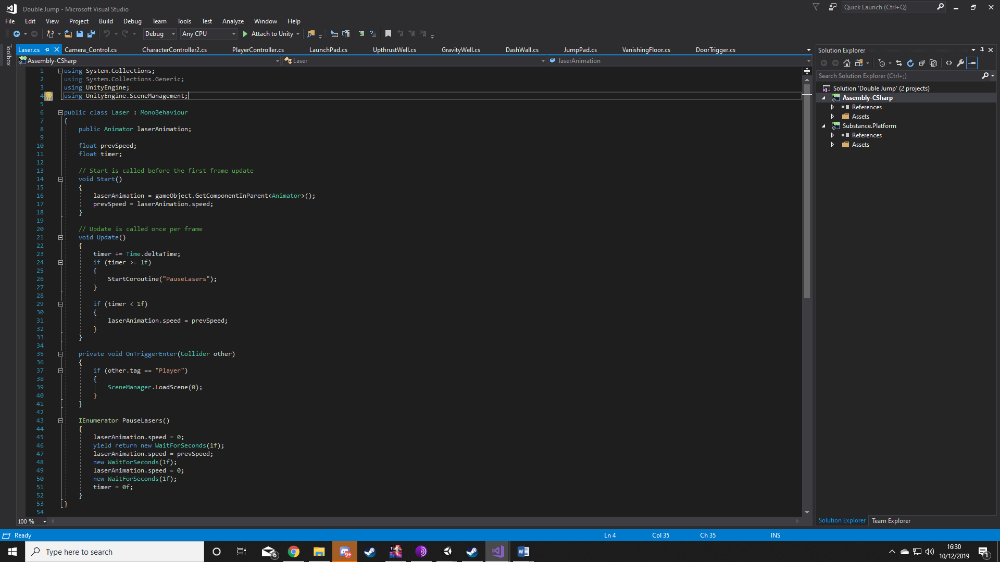 Double Jump - Microsoft Visual Studio
Quick Launch (Ctrl+Q)
File Edit View Project Build Debug Team Tools Test Analyze Window Help
Debug Any CPU Attach to Unity
Toolbox
Laser.cs Camera_Control.cs CharacterController2.cs PlayerController.cs LaunchPad.cs UpthrustWell.cs GravityWell.cs DashWall.cs JumpPad.cs VanishingFloor.cs DoorTrigger.cs
Assembly-CSharp Laser laserAnimation
1 using System.Collections;
2 using System.Collections.Generic;
3 using UnityEngine;
4 using UnityEngine.SceneManagement;
5
6 public class Laser : MonoBehaviour
7 {
8 public Animator laserAnimation;
9
10 float prevSpeed;
11 float timer;
12
13 // Start is called before the first frame update
14 void Start()
15 {
16 laserAnimation = gameObject.GetComponentInParent<Animator>();
17 prevSpeed = laserAnimation.speed;
18 }
19
20 // Update is called once per frame
21 void Update()
22 {
23 timer += Time.deltaTime;
24 if (timer >= 1f)
25 {
26 StartCoroutine("PauseLasers");
27 }
28
29 if (timer < 1f)
30 {
31 laserAnimation.speed = prevSpeed;
32 }
33 }
34
35 private void OnTriggerEnter(Collider other)
36 {
37 if (other.tag == "Player")
38 {
39 SceneManager.LoadScene(0);
40 }
41 }
42
43 IEnumerator PauseLasers()
44 {
45 laserAnimation.speed = 0;
46 yield return new WaitForSeconds(1f);
47 laserAnimation.speed = prevSpeed;
48 new WaitForSeconds(1f);
49 laserAnimation.speed = 0;
50 new WaitForSeconds(1f);
51 timer = 0f;
52 }
53 }
54
100 %
Solution Explorer
Search Solution Explorer (Ctrl+;)
Solution 'Double Jump' (2 projects)
Assembly-CSharp
References
Assets
Substance.Platform
References
Assets
Solution Explorer Team Explorer
Ready Ln 4 Col 35 Ch 35 INS
Type here to search
6
9+
16:30
10/12/2019
1